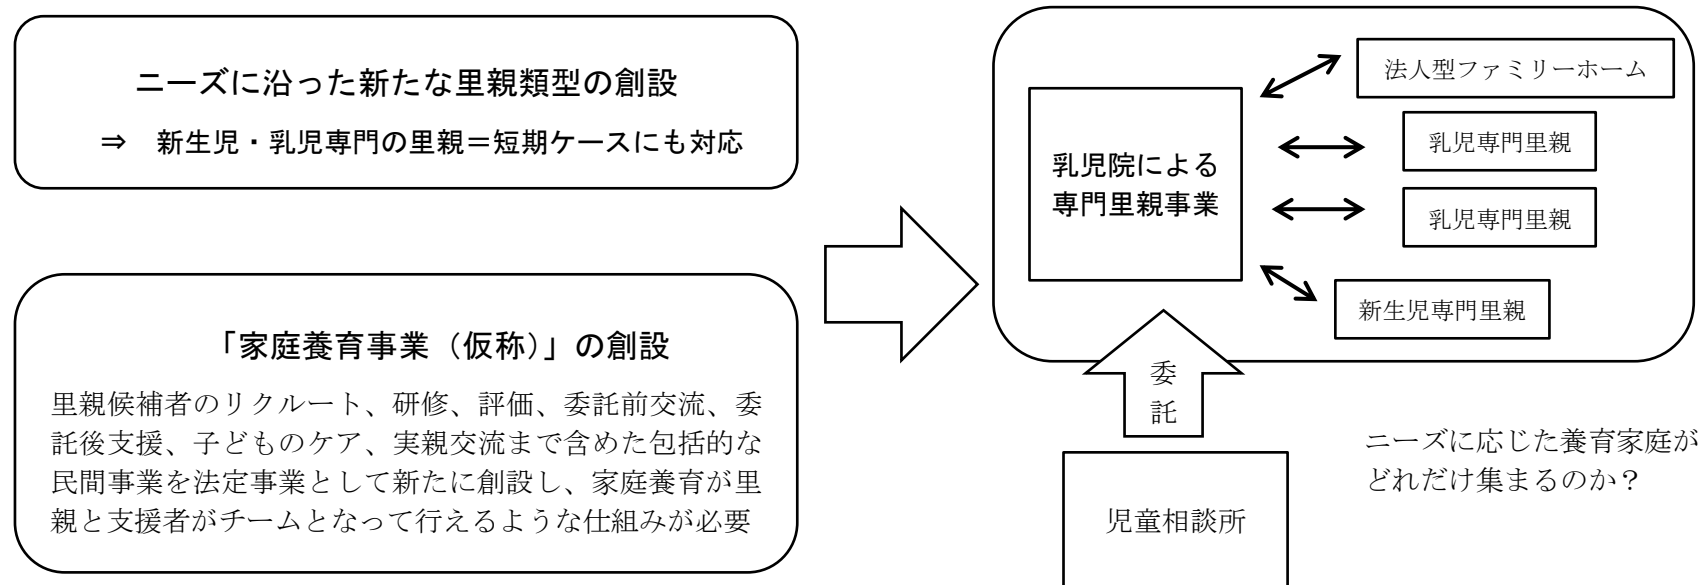 ニーズに沿った新たな里親類型の創設
⇒　新生児・乳児専門の里親＝短期ケースにも対応
「家庭養育事業（仮称）」の創設
里親候補者のリクルート、研修、評価、委託前交流、委
託後支援、子どものケア、実親交流まで含めた包括的な
民間事業を法定事業として新たに創設し、家庭養育が里
親と支援者がチームとなって行えるような仕組みが必要
乳児院による
専門里親事業
法人型ファミリーホーム
乳児専門里親
乳児専門里親
新生児専門里親
委
託
児童相談所
ニーズに応じた養育家庭が
どれだけ集まるのか？